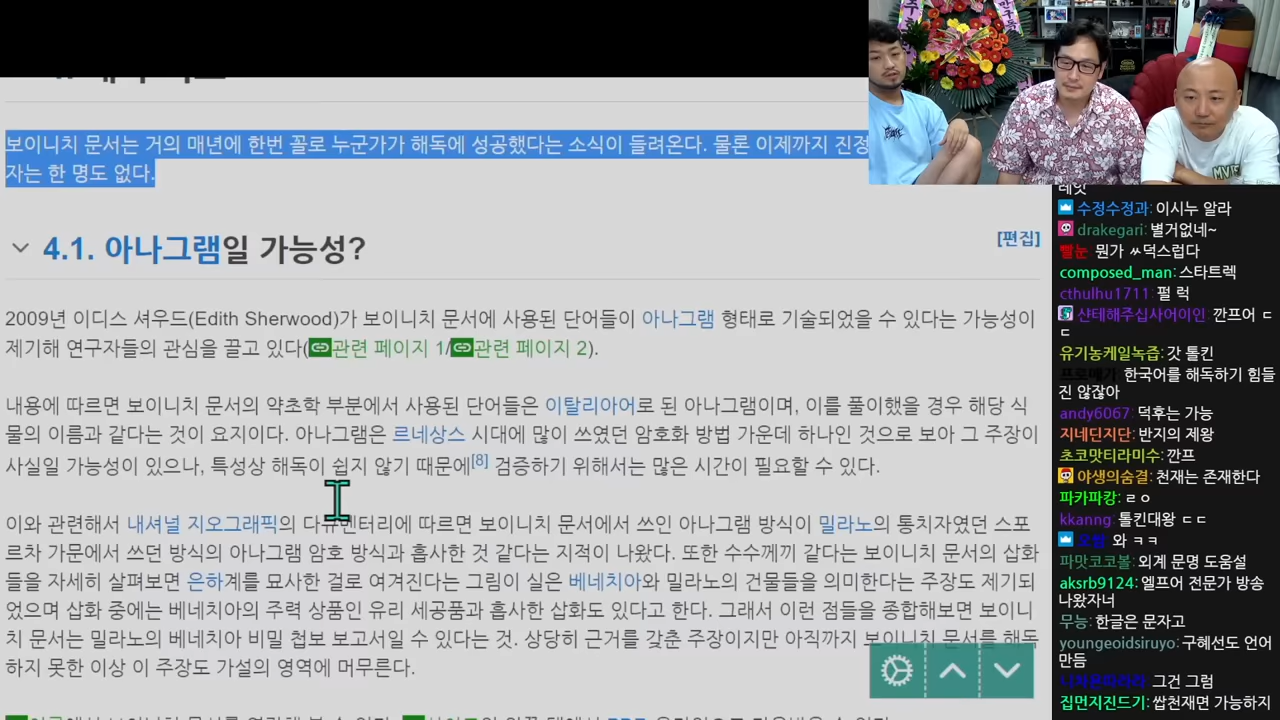 보이니치 문서는 거의 매년에 한번 꼴로 누군가가 해독에 성공했다는 소식이 들려온다. 물론 이제까지 진정
자는 한 명도 없다.
4.1. 아나그램일 가능성?
[편집]
2009년 이디스 셔우드(Edith Sherwood)가 보이니치 문서에 사용된 단어들이 아나그램 형태로 기술되었을 수 있다는 가능성이
제기해 연구자들의 관심을 끌고 있다(관련 페이지 1/관련 페이지 2).
내용에 따르면 보이니치 문서의 약초학 부분에서 사용된 단어들은 이탈리아어로 된 아나그램이며, 이를 풀이했을 경우 해당 식
물의 이름과 같다는 것이 요지이다. 아나그램은 르네상스 시대에 많이 쓰였던 암호화 방법 가운데 하나인 것으로 보아 그 주장이
사실일 가능성이 있으나, 특성상 해독이 쉽지 않기 때문에[8] 검증하기 위해서는 많은 시간이 필요할 수 있다.
이와 관련해서 내셔널 지오그래픽의 다큐멘터리에 따르면 보이니치 문서에서 쓰인 아나그램 방식이 밀라노의 통치자였던 스포
르차 가문에서 쓰던 방식의 아나그램 암호 방식과 흡사한 것 같다는 지적이 나왔다. 또한 수수께끼 같다는 보이니치 문서의 삽화
들을 자세히 살펴보면 은하계를 묘사한 걸로 여겨진다는 그림이 실은 베네치아와 밀라노의 건물들을 의미한다는 주장도 제기되
었으며 삽화 중에는 베네치아의 주력 상품인 우리 세공품과 흡사한 삽화도 있다고 한다. 그래서 이런 점들을 종합해보면 보이니
치 문서는 밀라노의 베네치아 비밀 첩보 보고서일 수 있다는 것. 상당히 근거를 갖춘 주장이지만 아직까지 보이니치 문서를 해독
하지 못한 이상 이 주장도 가설의 영역에 머무른다.
레잇
수정수정과: 이시누 알라
drakegari: 별거없네~
빨눈 뭔가 ㅆ덕스럽다
composed_man: 스타트렉
cthulhu1711: 펄 럭
샨테해주십사어이인: 깐프어 ㄷ
ㄷ
유기농케일녹즙: 갓 톨킨
한국어를 해독하기 힘들
진 않잖아
andy6067: 덕후는 가능
지네딘지단: 반지의 제왕
초코맛티라미수: 깐프
야생의숨결: 천재는 존재한다
파카파캉: ㄹㅇ
kkanng: 톨킨대왕 ㄷㄷ
와 ㅋㅋ
파맛코코볼: 외계 문명 도움설
aksrb9124: 엘프어 전문가 방송
나왔자너
무능: 한글은 문자고
youngeoidsiruyo: 구혜선도 언어
만듬
그건 그럼
집먼지진드기: 쌉천재면 가능하지